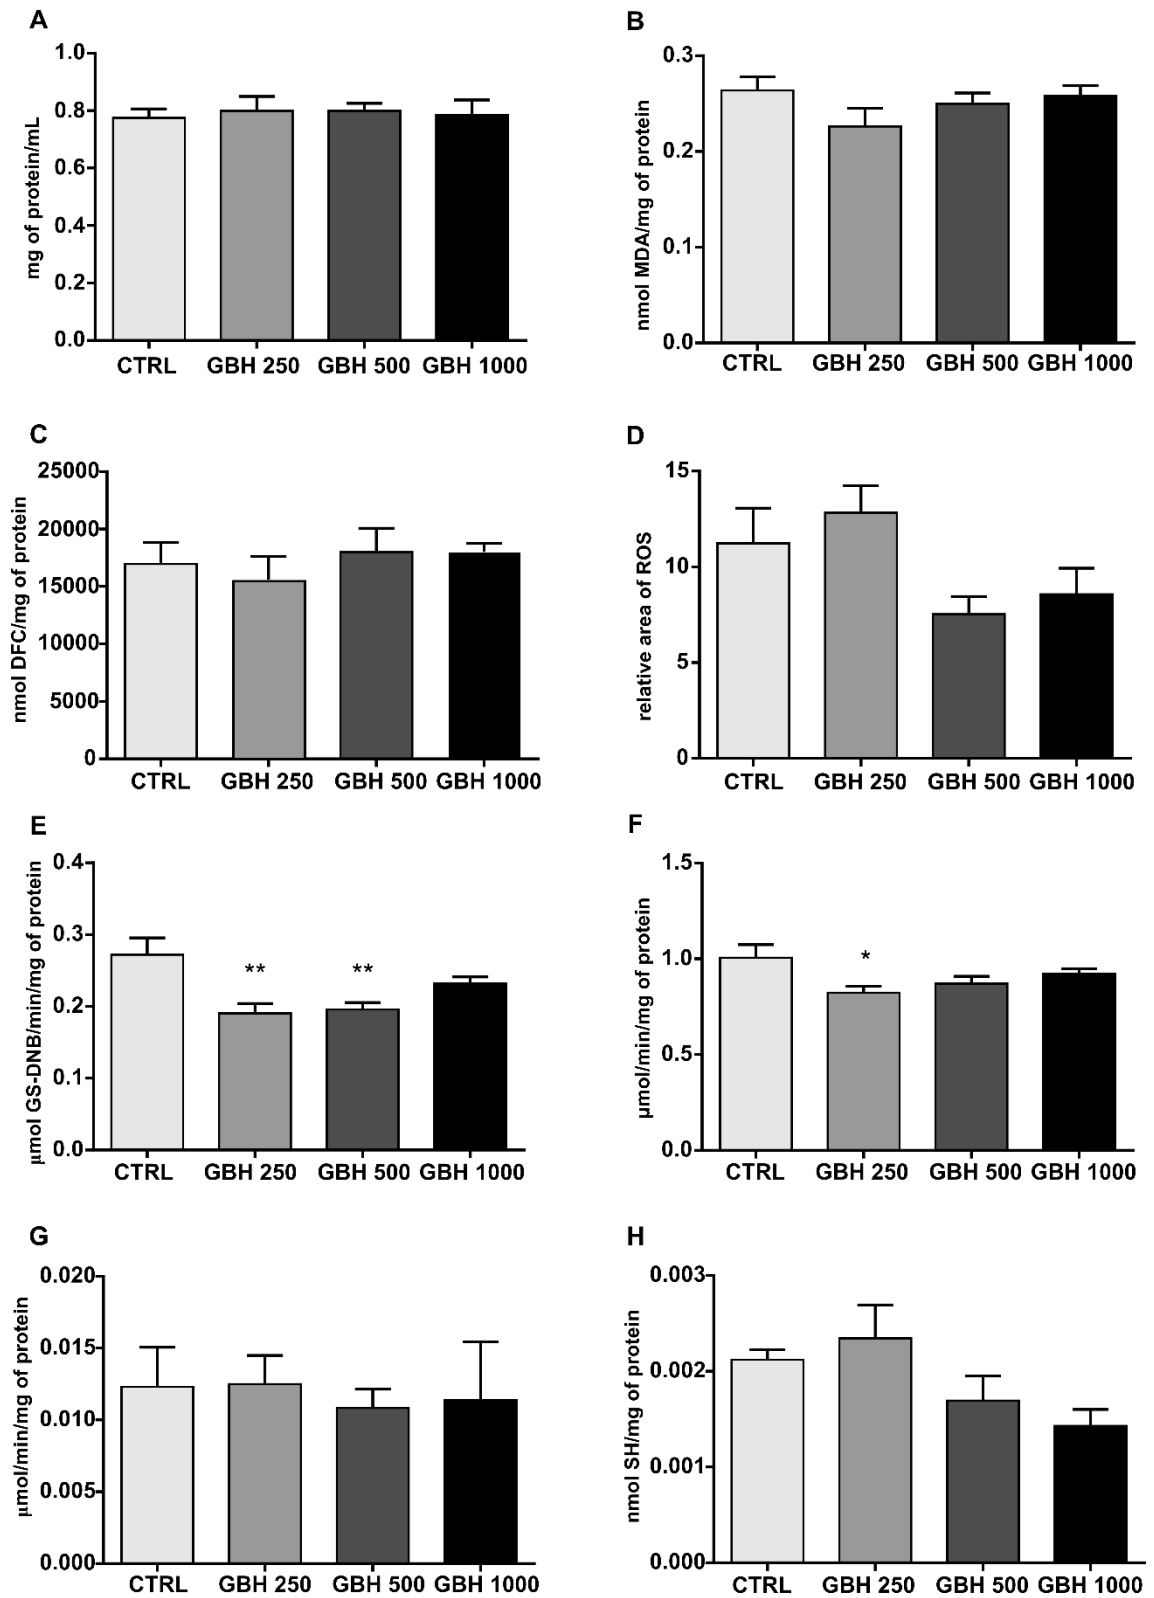 A
mg of protein/mL
1.0
0.8
0.6
0.4
0.2
0.0
CTRL GBH 250 GBH 500 GBH 1000
B
nmol MDA/mg of protein
0.3
0.2
0.1
0.0
CTRL GBH 250 GBH 500 GBH 1000
C
nmol DFC/mg of protein
25000
20000
15000
10000
5000
0
CTRL GBH 250 GBH 500 GBH 1000
D
relative area of ROS
15
10
5
0
CTRL GBH 250 GBH 500 GBH 1000
E
µmol GS-DNB/min/mg of protein
0.4
0.3
0.2
0.1
0.0
** **
CTRL GBH 250 GBH 500 GBH 1000
F
µmol/min/mg of protein
1.5
1.0
0.5
0.0
*
CTRL GBH 250 GBH 500 GBH 1000
G
µmol/min/mg of protein
0.020
0.015
0.010
0.005
0.000
CTRL GBH 250 GBH 500 GBH 1000
H
nmol SH/mg of protein
0.003
0.002
0.001
0.000
CTRL GBH 250 GBH 500 GBH 1000